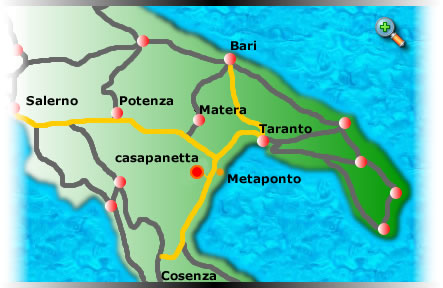 Bari
Salerno
Potenza
Matera
Taranto
casapanetta
Metaponto
Cosenza